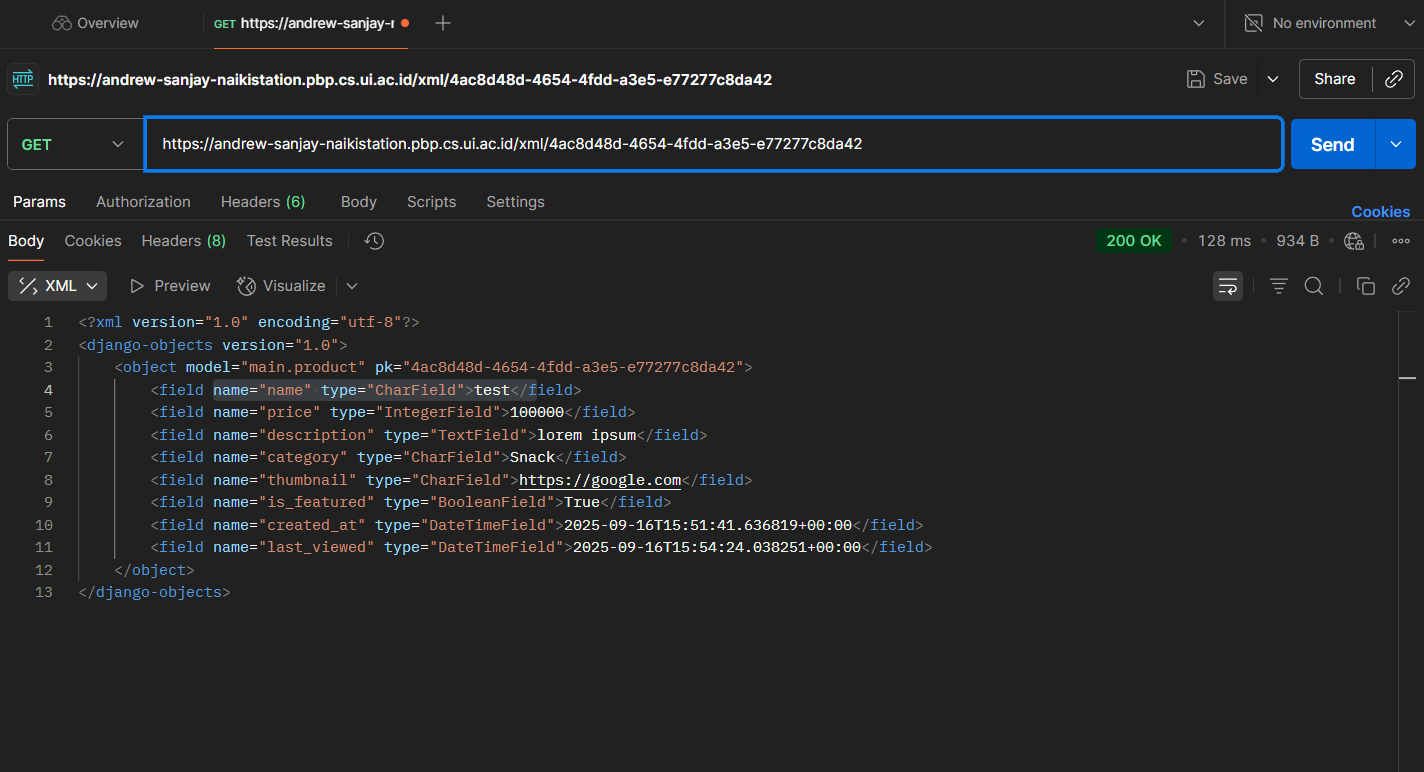 Overview
GET https://andrew-sanjay-r
No environment
HTTP https://andrew-sanjay-naikistation.pbp.cs.ui.ac.id/xml/4ac8d48d-4654-4fdd-a3e5-e77277c8da42
Save
Share
GET
https://andrew-sanjay-naikistation.pbp.cs.ui.ac.id/xml/4ac8d48d-4654-4fdd-a3e5-e77277c8da42
Send
Params Authorization Headers (6) Body Scripts Settings
Cookies
Body Cookies Headers (8) Test Results
200 OK • 128 ms • 934 B
XML Preview Visualize
1 <?xml version="1.0" encoding="utf-8"?>
2 <django-objects version="1.0">
3 <object model="main.product" pk="4ac8d48d-4654-4fdd-a3e5-e77277c8da42">
4 <field name="name" type="CharField">test</field>
5 <field name="price" type="IntegerField">100000</field>
6 <field name="description" type="TextField">lorem ipsum</field>
7 <field name="category" type="CharField">Snack</field>
8 <field name="thumbnail" type="CharField">https://google.com</field>
9 <field name="is_featured" type="BooleanField">True</field>
10 <field name="created_at" type="DateTimeField">2025-09-16T15:51:41.636819+00:00</field>
11 <field name="last_viewed" type="DateTimeField">2025-09-16T15:54:24.038251+00:00</field>
12 </object>
13 </django-objects>